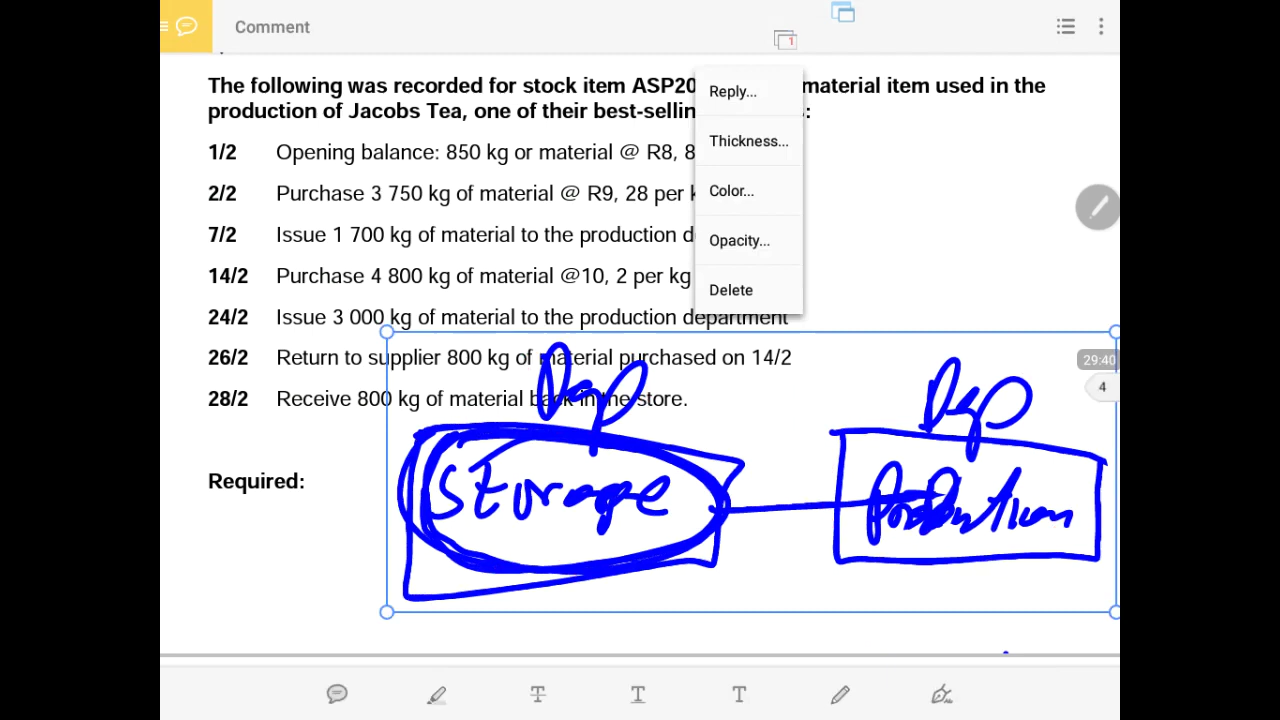 Comment
1
The following was recorded for stock item ASP20 material item used in the
production of Jacobs Tea, one of their best-sellin :
1/2 Opening balance: 850 kg or material @ R8, 8
2/2 Purchase 3 750 kg of material @ R9, 28 per k
7/2 Issue 1 700 kg of material to the production d
14/2 Purchase 4 800 kg of material @10, 2 per kg
24/2 Issue 3 000 kg of material to the production department
26/2 Return to supplier 800 kg of material purchased on 14/2
28/2 Receive 800 kg of material back in the store.
Reply...
Thickness...
Color...
Opacity...
Delete
29:40
4
Dep
Dep
Storage
Production
Required:
T
T
T